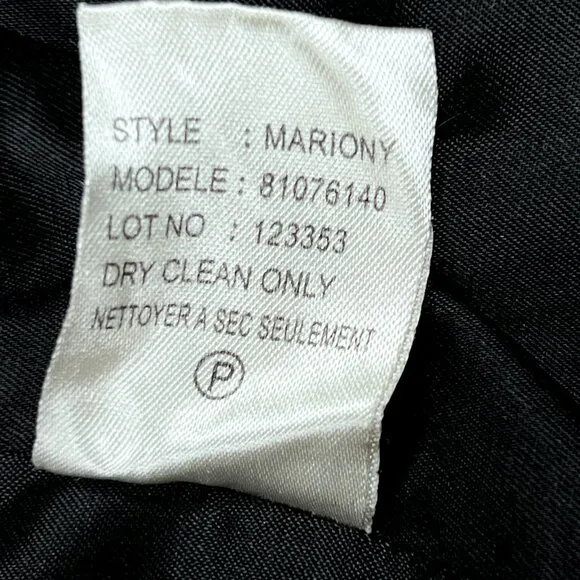 STYLE : MARIONY
MODELE : 81076140
LOT NO : 123353
DRY CLEAN ONLY
NETTOYER A SEC SEULEMENT
P